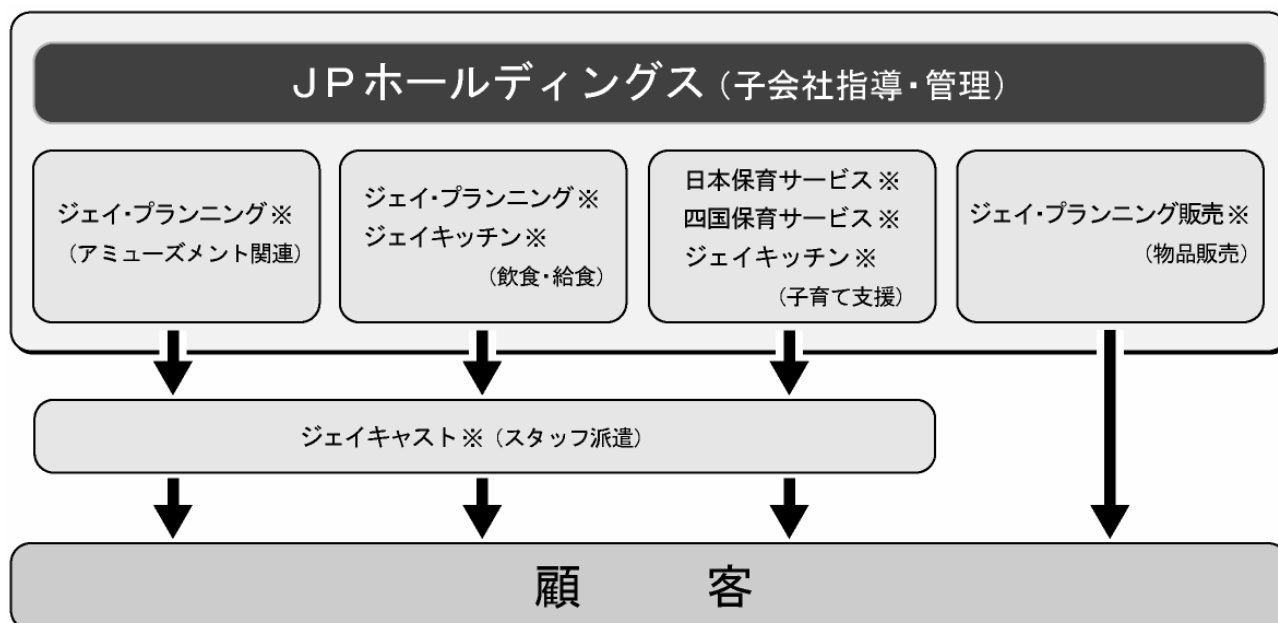 JPホールディングス（子会社指導・管理）
ジェイ・プランニング※
（アミューズメント関連）
ジェイ・プランニング※
ジェイキッチン※
（飲食・給食）
日本保育サービス※
四国保育サービス※
ジェイキッチン※
（子育て支援）
ジェイ・プランニング販売※
（物品販売）
ジェイキャスト※（スタッフ派遣）
顧　　客